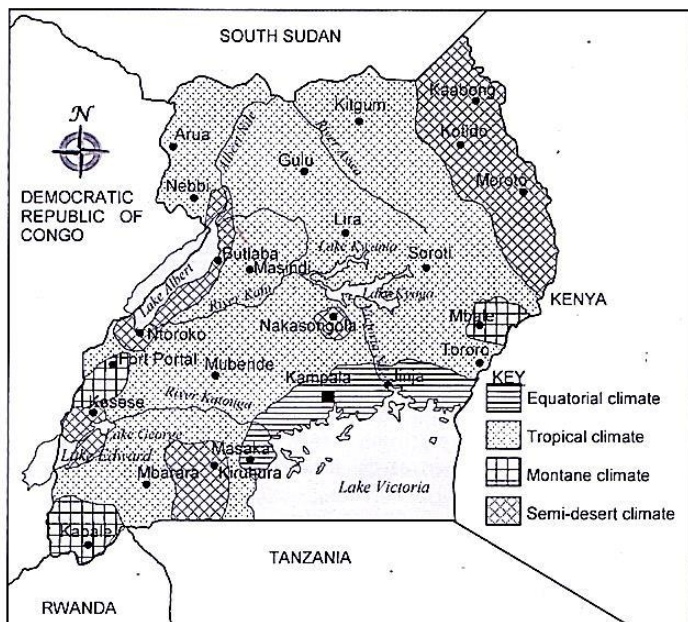 SOUTH SUDAN
N
DEMOCRATIC
REPUBLIC OF
CONGO
Kaabong
Kitgum
Kotido
Arua
Albert Nile
River Aswa
Gulu
Moroto
Nebbi
Lira
Lake Kwania
Soroti
Butiaba
Masindi
Lake Albert
River Kafu
Lake Kyoga
KENYA
Nakasongola
Mbale
Ntoroko
Victoria Nile
Tororo
Fort Portal
Mubende
Kampala
Jinja
KEY
Equatorial climate
River Katonga
Kasese
Tropical climate
Lake George
Masaka
Lake Edward
Kiruhura
Montane climate
Mbarara
Lake Victoria
Semi-desert climate
Kabale
TANZANIA
RWANDA